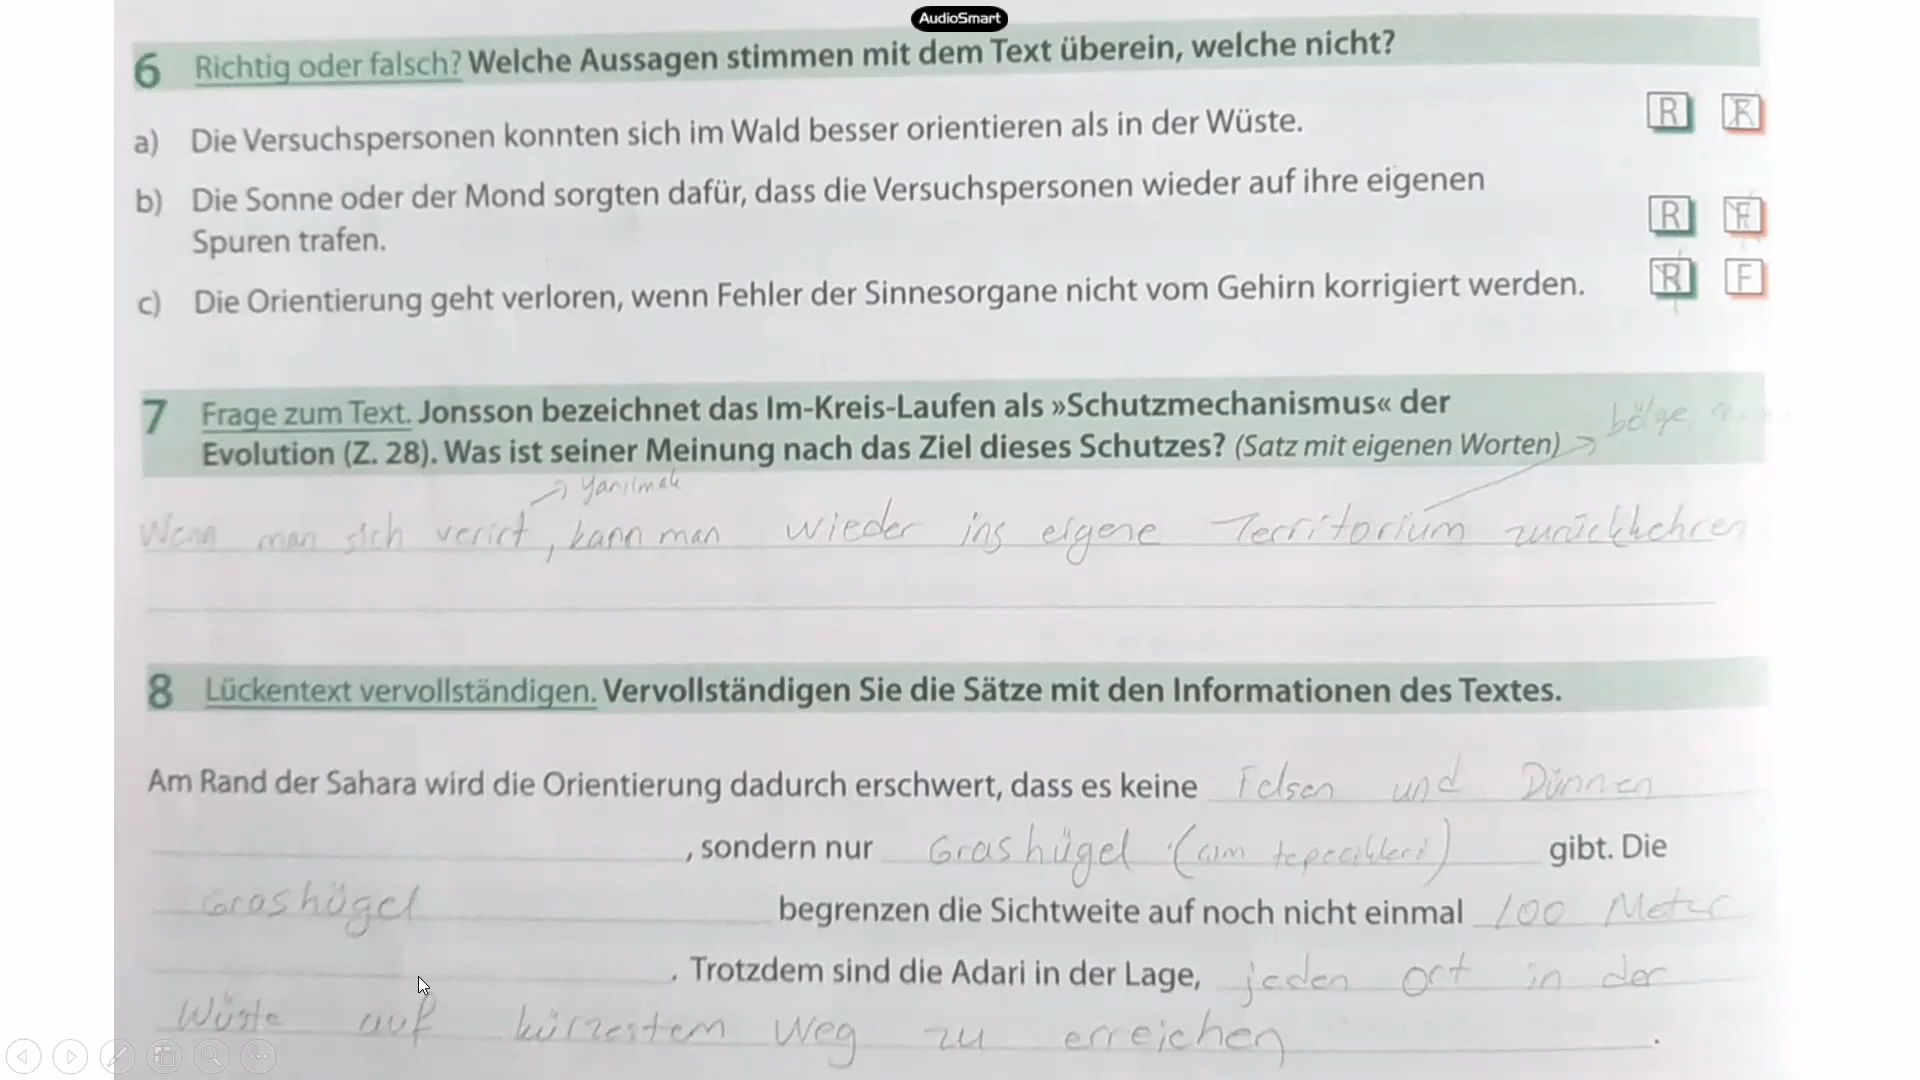 AudioSmart
6 Richtig oder falsch? Welche Aussagen stimmen mit dem Text überein, welche nicht?
a) Die Versuchspersonen konnten sich im Wald besser orientieren als in der Wüste. R F
b) Die Sonne oder der Mond sorgten dafür, dass die Versuchspersonen wieder auf ihre eigenen
Spuren trafen. R F
c) Die Orientierung geht verloren, wenn Fehler der Sinnesorgane nicht vom Gehirn korrigiert werden. R F
7 Frage zum Text. Jonsson bezeichnet das Im-Kreis-Laufen als »Schutzmechanismus« der
bölge
Evolution (Z. 28). Was ist seiner Meinung nach das Ziel dieses Schutzes? (Satz mit eigenen Worten) →
→ yanılmak
Wenn man sich verirt, kann man wieder ins eigene Territorium zurückkehren
8 Lückentext vervollständigen. Vervollständigen Sie die Sätze mit den Informationen des Textes.
Am Rand der Sahara wird die Orientierung dadurch erschwert, dass es keine Felsen und Dünnen
, sondern nur Grashügel (çim tepecikleri) gibt. Die
Grashügel begrenzen die Sichtweite auf noch nicht einmal 100 Meter
. Trotzdem sind die Adari in der Lage, jeden ort in der
Wüste auf kürzestem Weg zu erreichen .